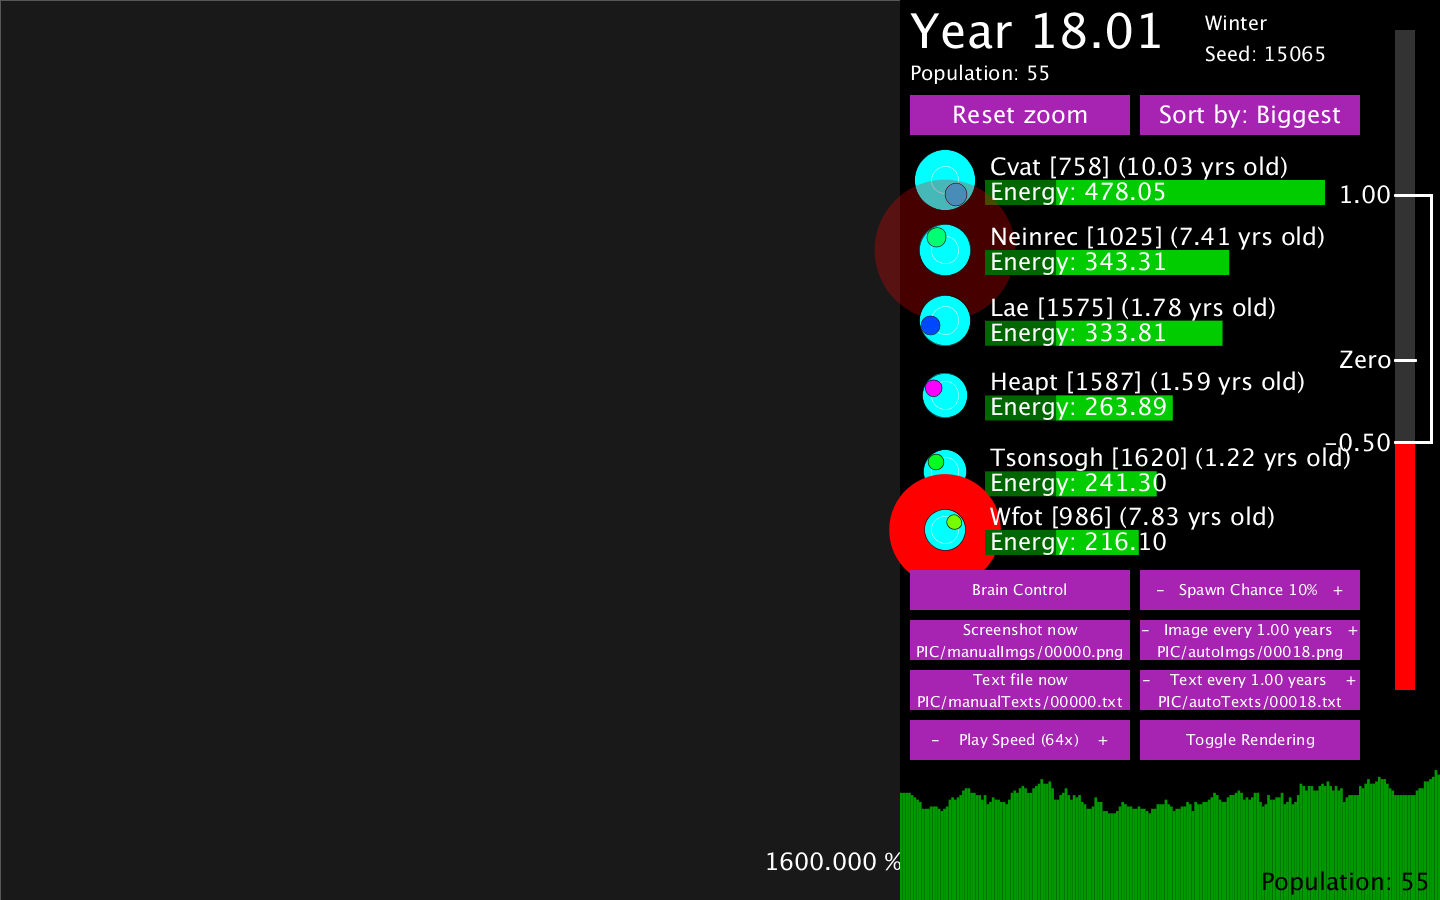 Year 18.01
Winter
Seed: 15065
Population: 55
Reset zoom
Sort by: Biggest
Cvat [758] (10.03 yrs old)
Energy: 478.05
1.00
Neinrec [1025] (7.41 yrs old)
Energy: 343.31
Lae [1575] (1.78 yrs old)
Energy: 333.81
Zero
Heapt [1587] (1.59 yrs old)
Energy: 263.89
-0.50
Tsonsogh [1620] (1.22 yrs old)
Energy: 241.30
Wfot [986] (7.83 yrs old)
Energy: 216.10
Brain Control
- Spawn Chance 10% +
Screenshot now
PIC/manualImgs/00000.png
- Image every 1.00 years +
PIC/autoImgs/00018.png
Text file now
PIC/manualTexts/00000.txt
- Text every 1.00 years +
PIC/autoTexts/00018.txt
- Play Speed (64x) +
Toggle Rendering
1600.000 %
Population: 55